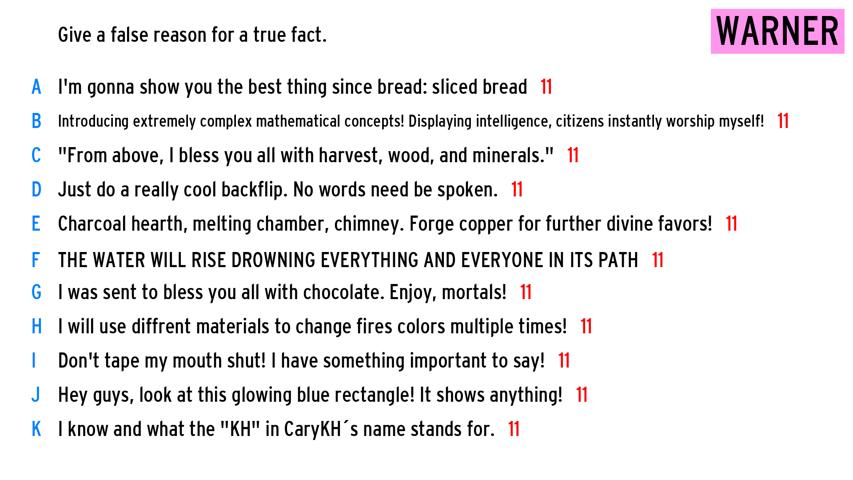 Give a false reason for a true fact.
WARNER
A I'm gonna show you the best thing since bread: sliced bread 11
B Introducing extremely complex mathematical concepts! Displaying intelligence, citizens instantly worship myself! 11
C "From above, I bless you all with harvest, wood, and minerals." 11
D Just do a really cool backflip. No words need be spoken. 11
E Charcoal hearth, melting chamber, chimney. Forge copper for further divine favors! 11
F THE WATER WILL RISE DROWNING EVERYTHING AND EVERYONE IN ITS PATH 11
G I was sent to bless you all with chocolate. Enjoy, mortals! 11
H I will use diffrent materials to change fires colors multiple times! 11
I Don't tape my mouth shut! I have something important to say! 11
J Hey guys, look at this glowing blue rectangle! It shows anything! 11
K I know and what the "KH" in CaryKH´s name stands for. 11